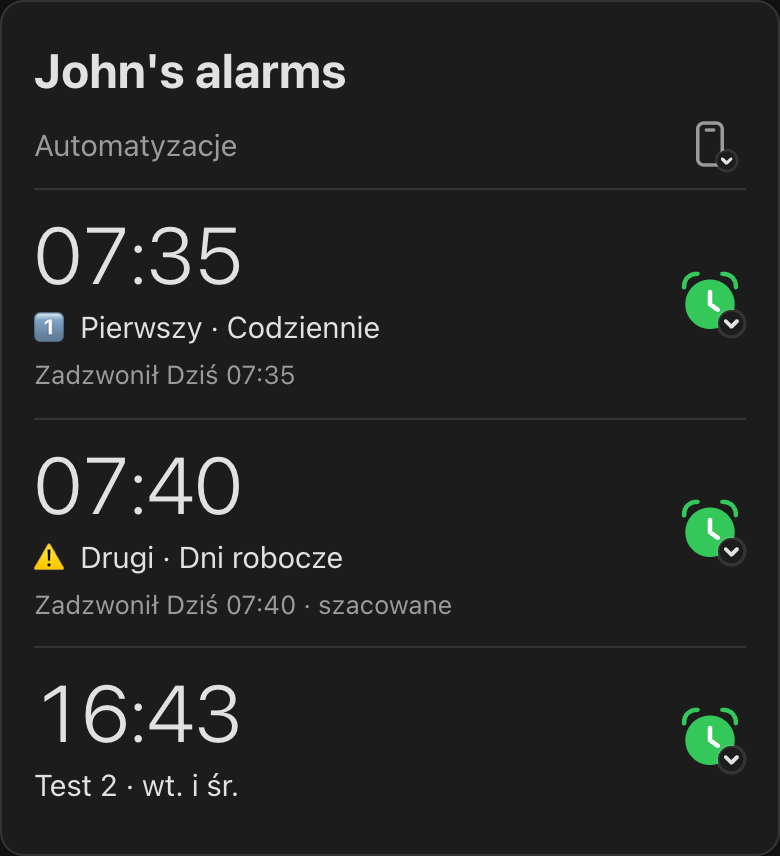 John's alarms
Automatyzacje
07:35
1️⃣ Pierwszy · Codziennie
Zadzwonił Dziś 07:35
07:40
⚠️ Drugi · Dni robocze
Zadzwonił Dziś 07:40 · szacowane
16:43
Test 2 · wt. i śr.